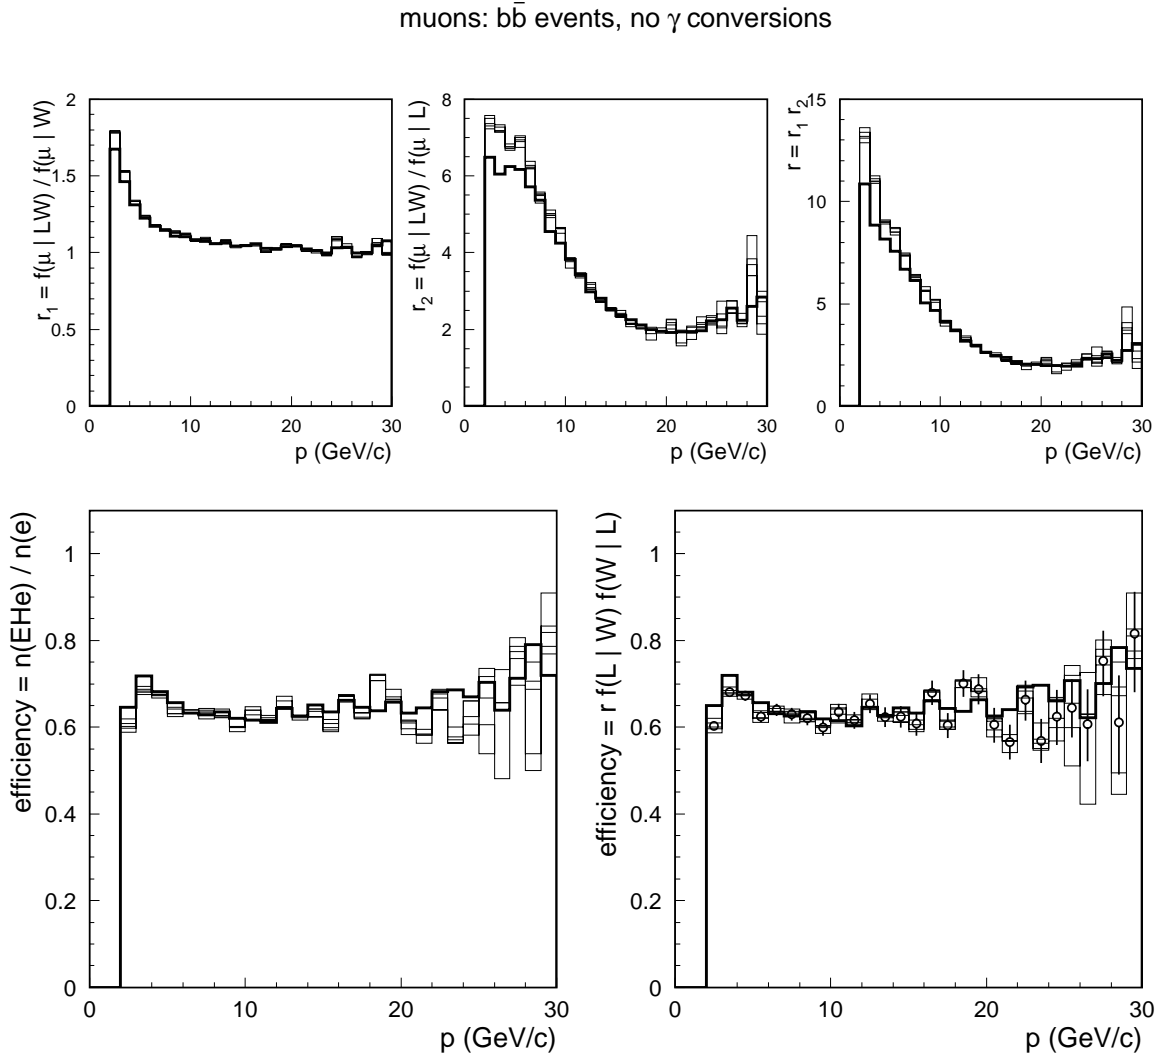 muons: bb̄ events, no γ conversions
r₁ = f(μ | LW) / f(μ | W)
2
1.5
1
0.5
0
0 10 20 30
p (GeV/c)
r₂ = f(μ | LW) / f(μ | L)
8
6
4
2
0
0 10 20 30
p (GeV/c)
r = r₁ r₂
15
10
5
0
0 10 20 30
p (GeV/c)
efficiency = n(EHe) / n(e)
1
0.8
0.6
0.4
0.2
0
0 10 20 30
p (GeV/c)
efficiency = r f(L | W) f(W | L)
1
0.8
0.6
0.4
0.2
0
0 10 20 30
p (GeV/c)